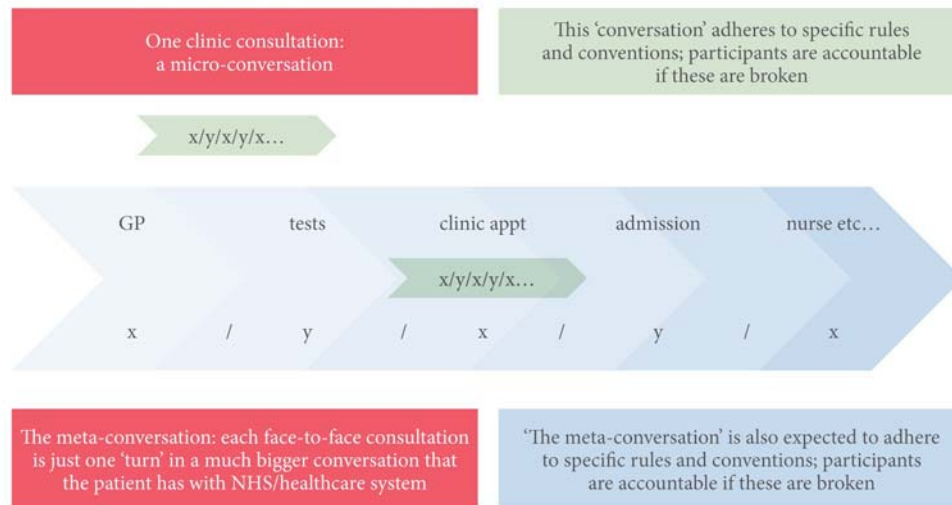 One clinic consultation:
a micro-conversation
This ‘conversation’ adheres to specific rules
and conventions; participants are accountable
if these are broken
x/y/x/y/x…
GP tests clinic appt admission nurse etc…
x/y/x/y/x…
x / y / x / y / x
The meta-conversation: each face-to-face consultation
is just one ‘turn’ in a much bigger conversation that
the patient has with NHS/healthcare system
‘The meta-conversation’ is also expected to adhere
to specific rules and conventions; participants
are accountable if these are broken